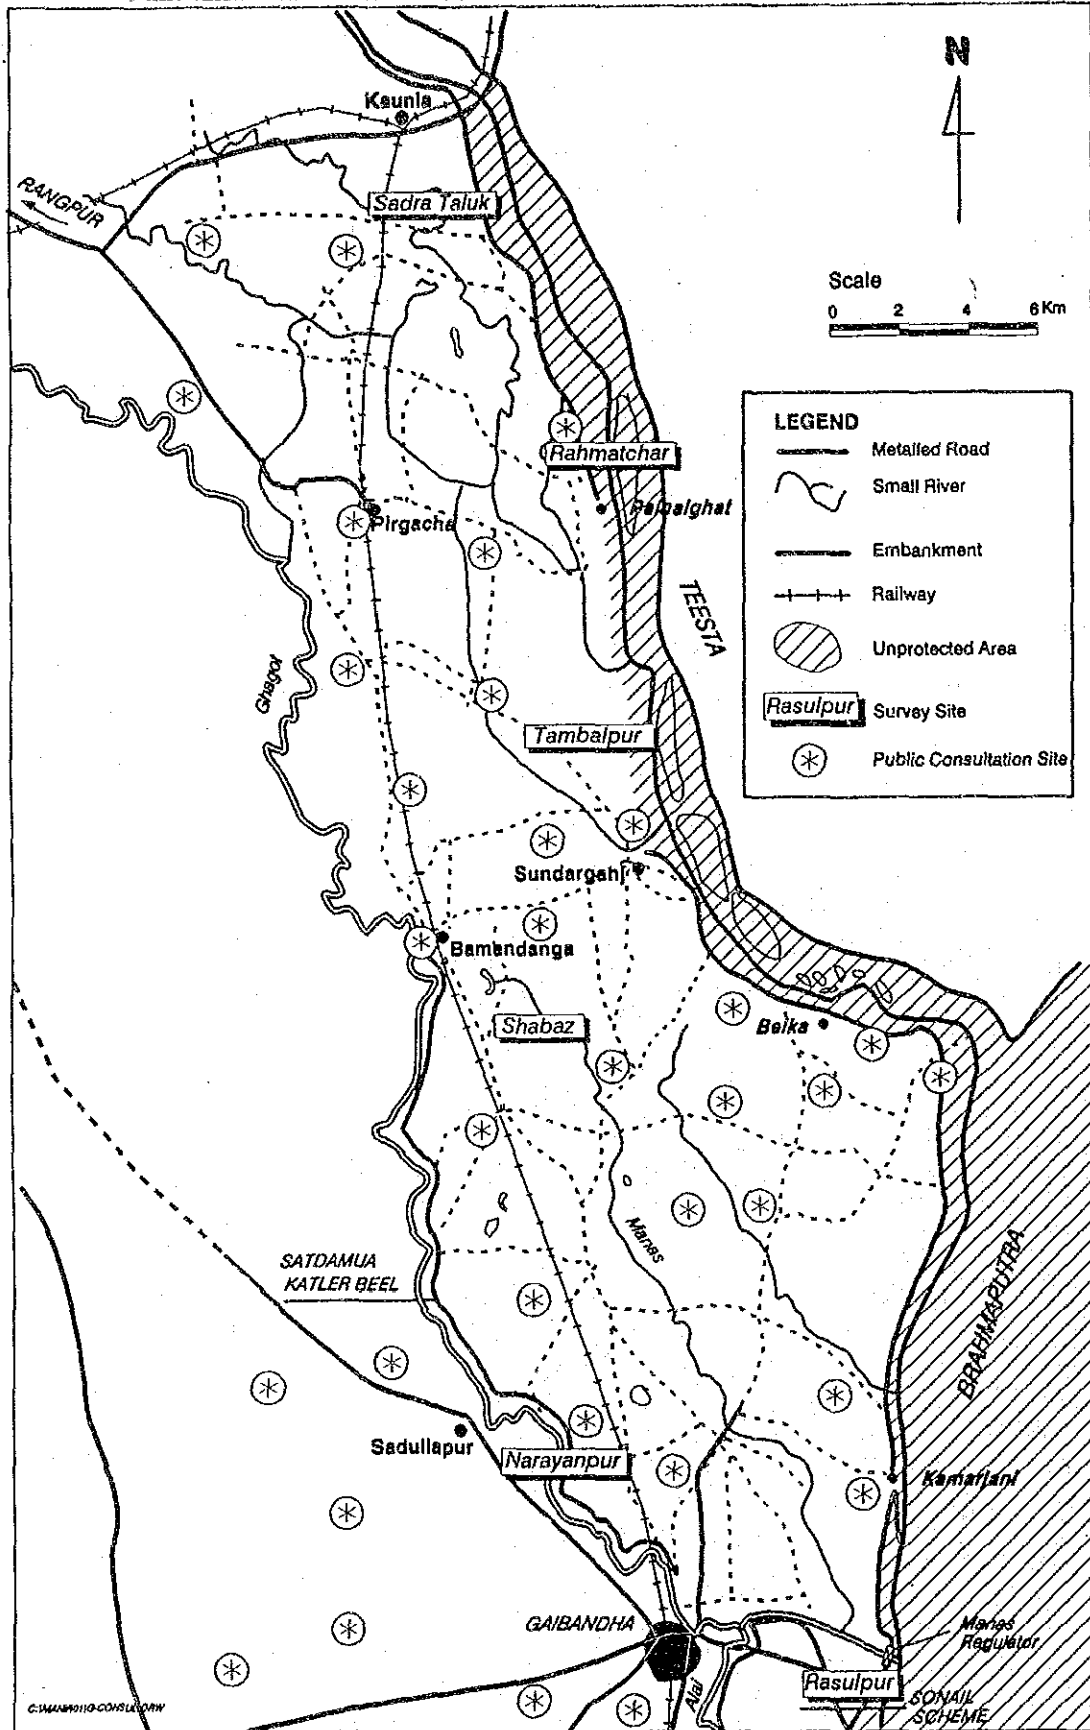 N
Kaunia
RANGPUR
Sadra Taluk
Scale
0 2 4 6 Km
LEGEND
Metalled Road
Small River
Embankment
Railway
Unprotected Area
Rasulpur Survey Site
Public Consultation Site
Rahmatchar
Pirgacha
TEESTA
Ghagot
Tambalpur
Sundarganj
Bamandanga
Shabaz
Belka
Manas
SATDAMUA
KATLER BEEL
BRAHMAPUTRA
Sadullapur
Narayanpur
Kamarjani
GAIBANDHA
Alai
Manas
Regulator
Rasulpur
SONAIL
SCHEME